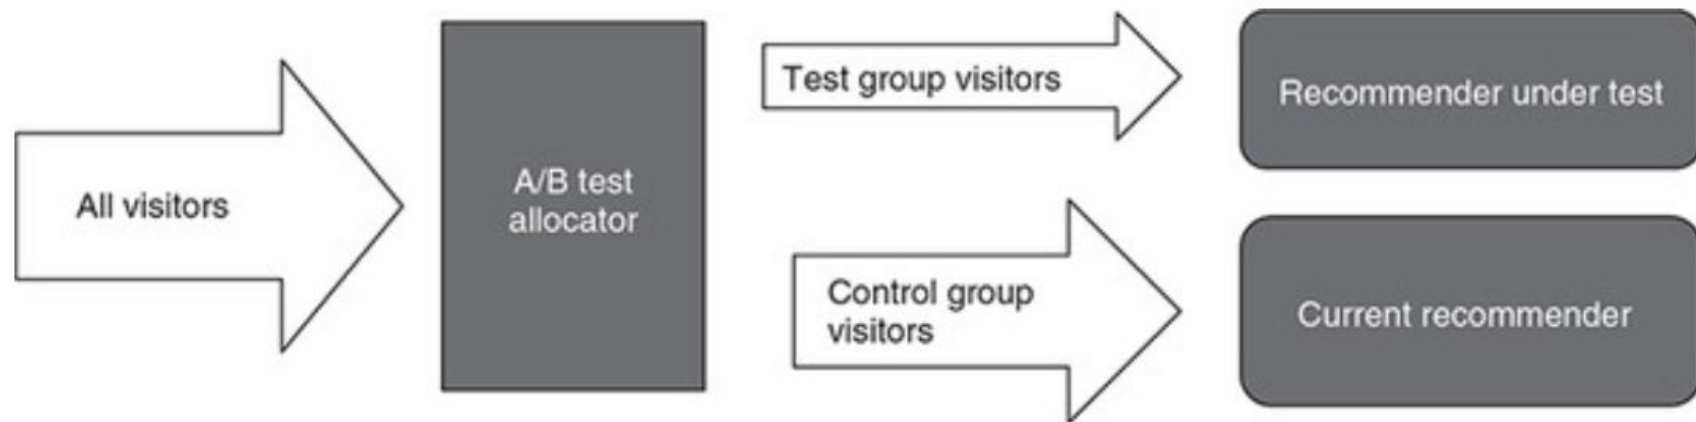 All visitors
A/B test
allocator
Test group visitors
Recommender under test
Control group
visitors
Current recommender